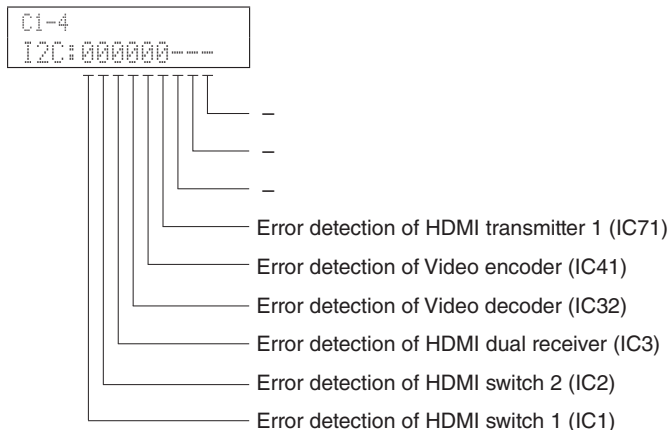 C1-4
I2C:000000---
–
–
–
Error detection of HDMI transmitter 1 (IC71)
Error detection of Video encoder (IC41)
Error detection of Video decoder (IC32)
Error detection of HDMI dual receiver (IC3)
Error detection of HDMI switch 2 (IC2)
Error detection of HDMI switch 1 (IC1)